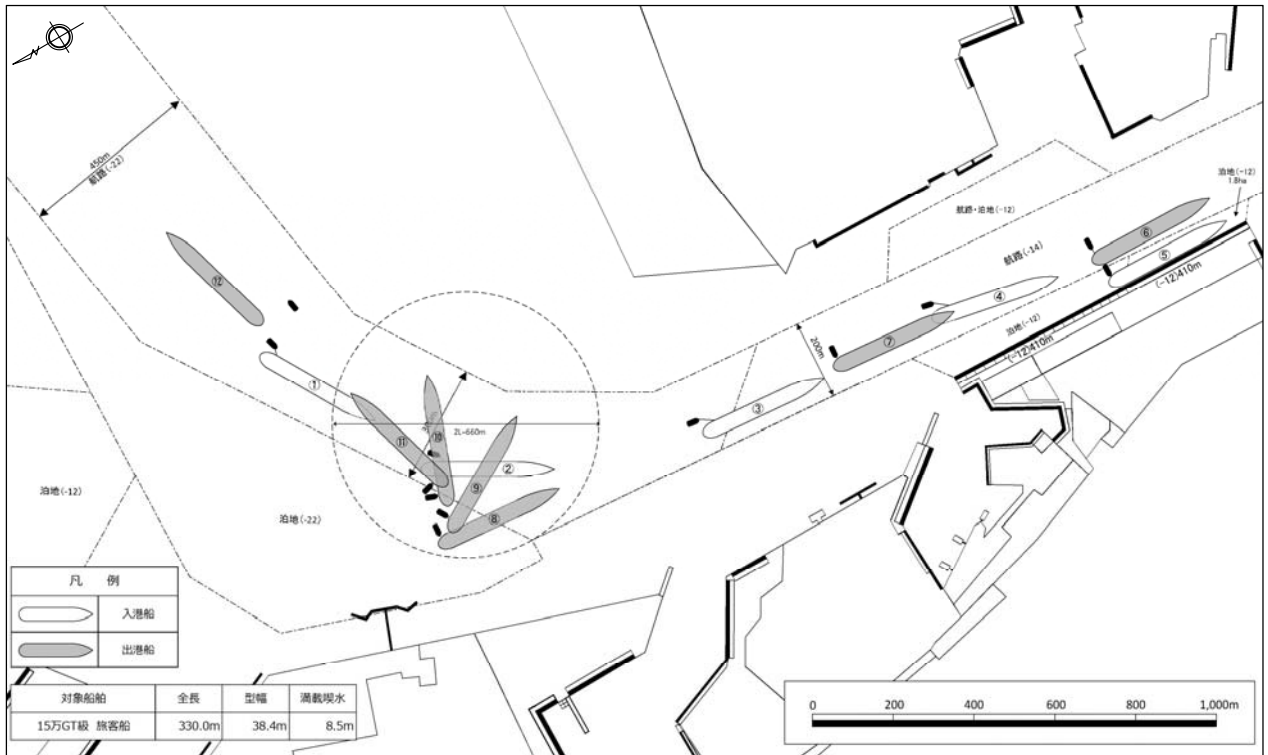 N
450m
航路(-22)
泊地(-12)
1.8ha
航路・泊地(-12)
航路(-14)
⑥
⑤
(-12)410m
④
⑫
⑦
泊地(-12)
(-12)410m
200m
①
③
2L=660m
⑩
⑪
②
⑨
⑧
泊地(-12)
泊地(-22)
凡 例
入港船
出港船
対象船舶 全長 型幅 満載喫水
15万GT級 旅客船 330.0m 38.4m 8.5m
0 200 400 600 800 1,000m